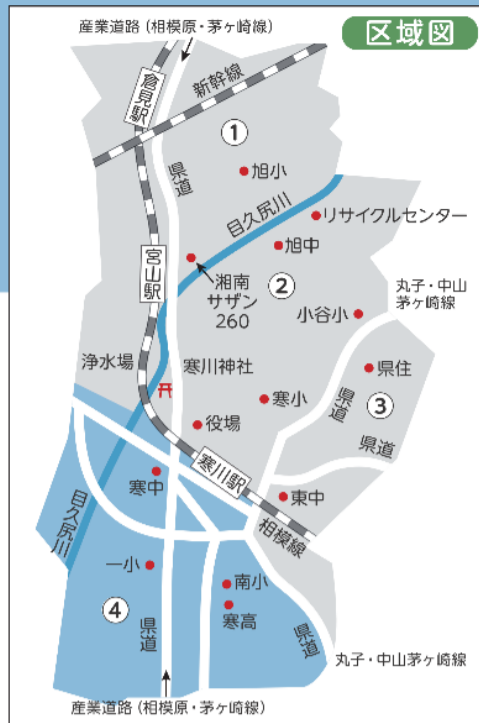 産業道路（相模原・茅ヶ崎線）
区域図
倉見駅
新幹線
①
県道
旭小
目久尻川
リサイクルセンター
旭中
宮山駅
湘南
サザン
260
②
丸子・中山
茅ヶ崎線
小谷小
浄水場
寒川神社
県住
県道
③
寒小
役場
県道
寒川駅
寒中
東中
目久尻川
相模線
一小
南小
④
寒高
県道
県道
丸子・中山茅ヶ崎線
産業道路（相模原・茅ヶ崎線）